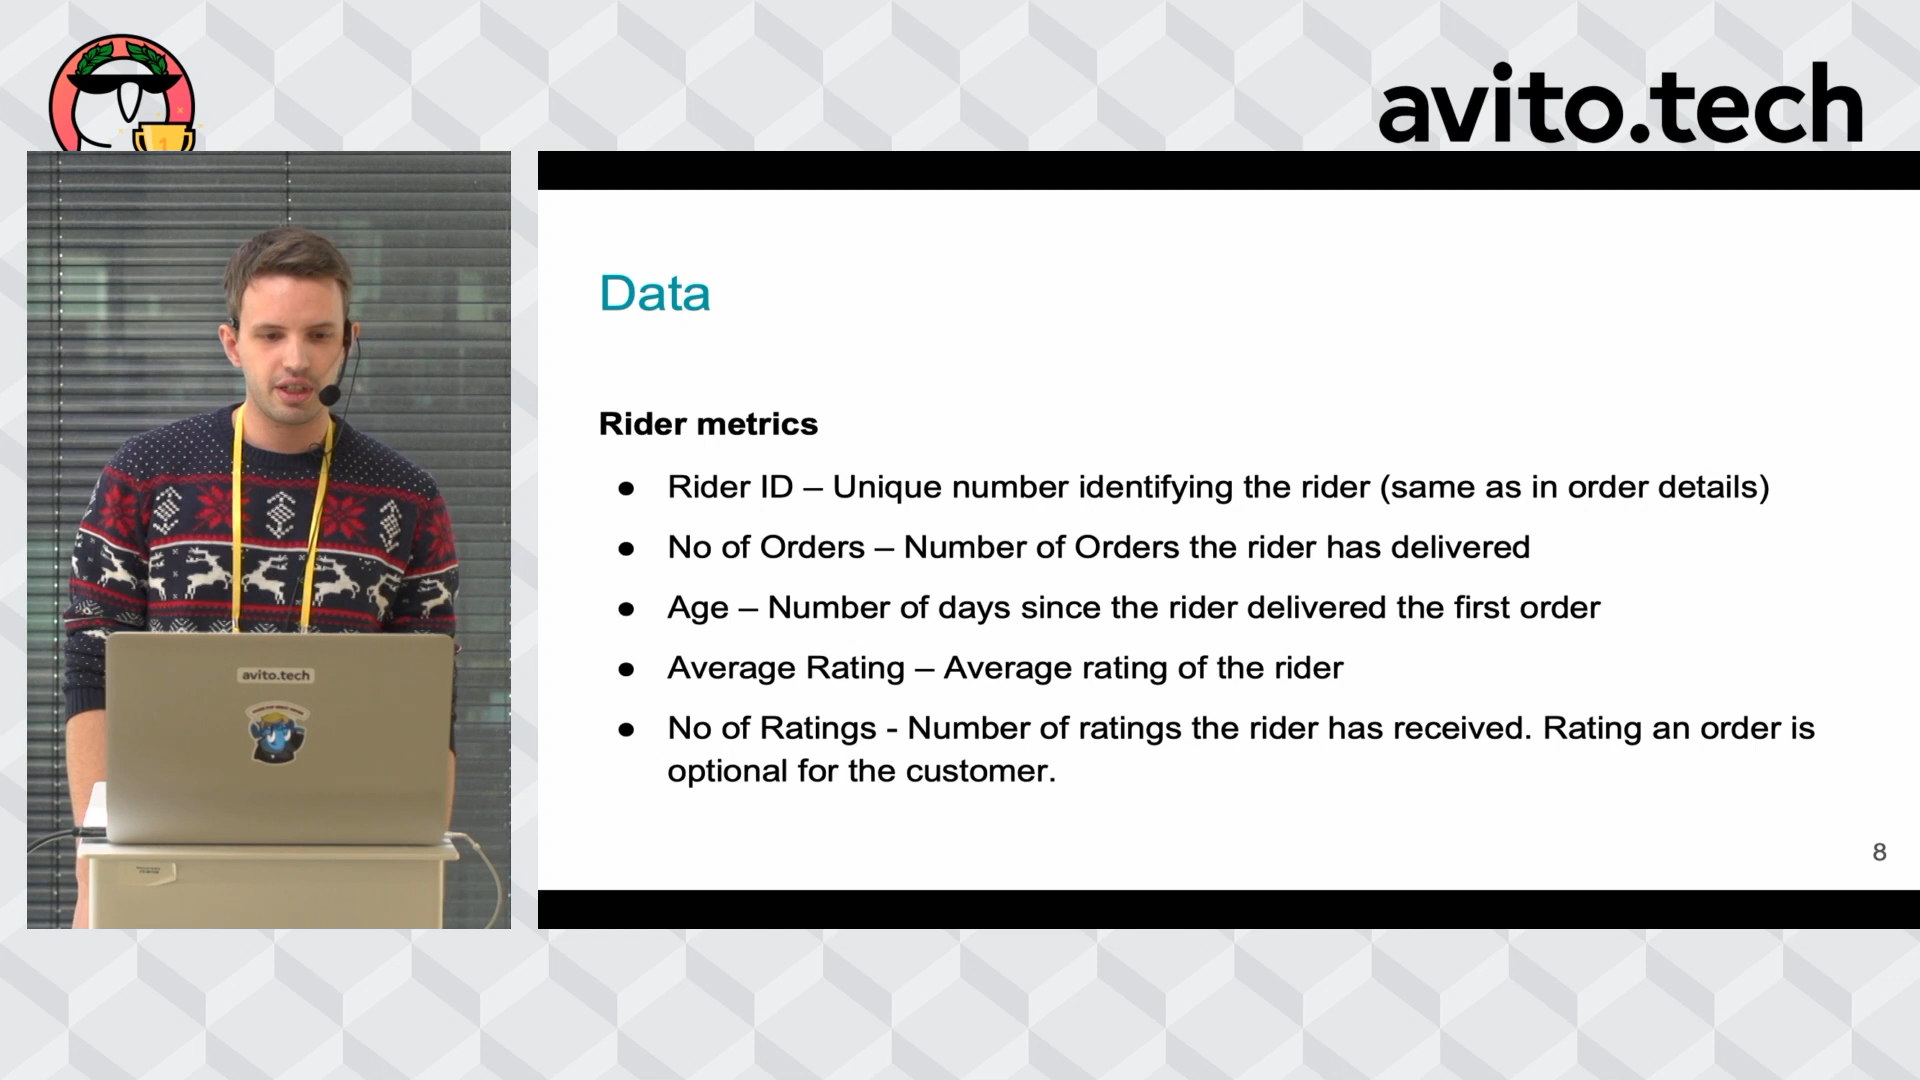 avito.tech
Data
Rider metrics
● Rider ID – Unique number identifying the rider (same as in order details)
● No of Orders – Number of Orders the rider has delivered
● Age – Number of days since the rider delivered the first order
● Average Rating – Average rating of the rider
● No of Ratings - Number of ratings the rider has received. Rating an order is
optional for the customer.
8
avito.tech
1